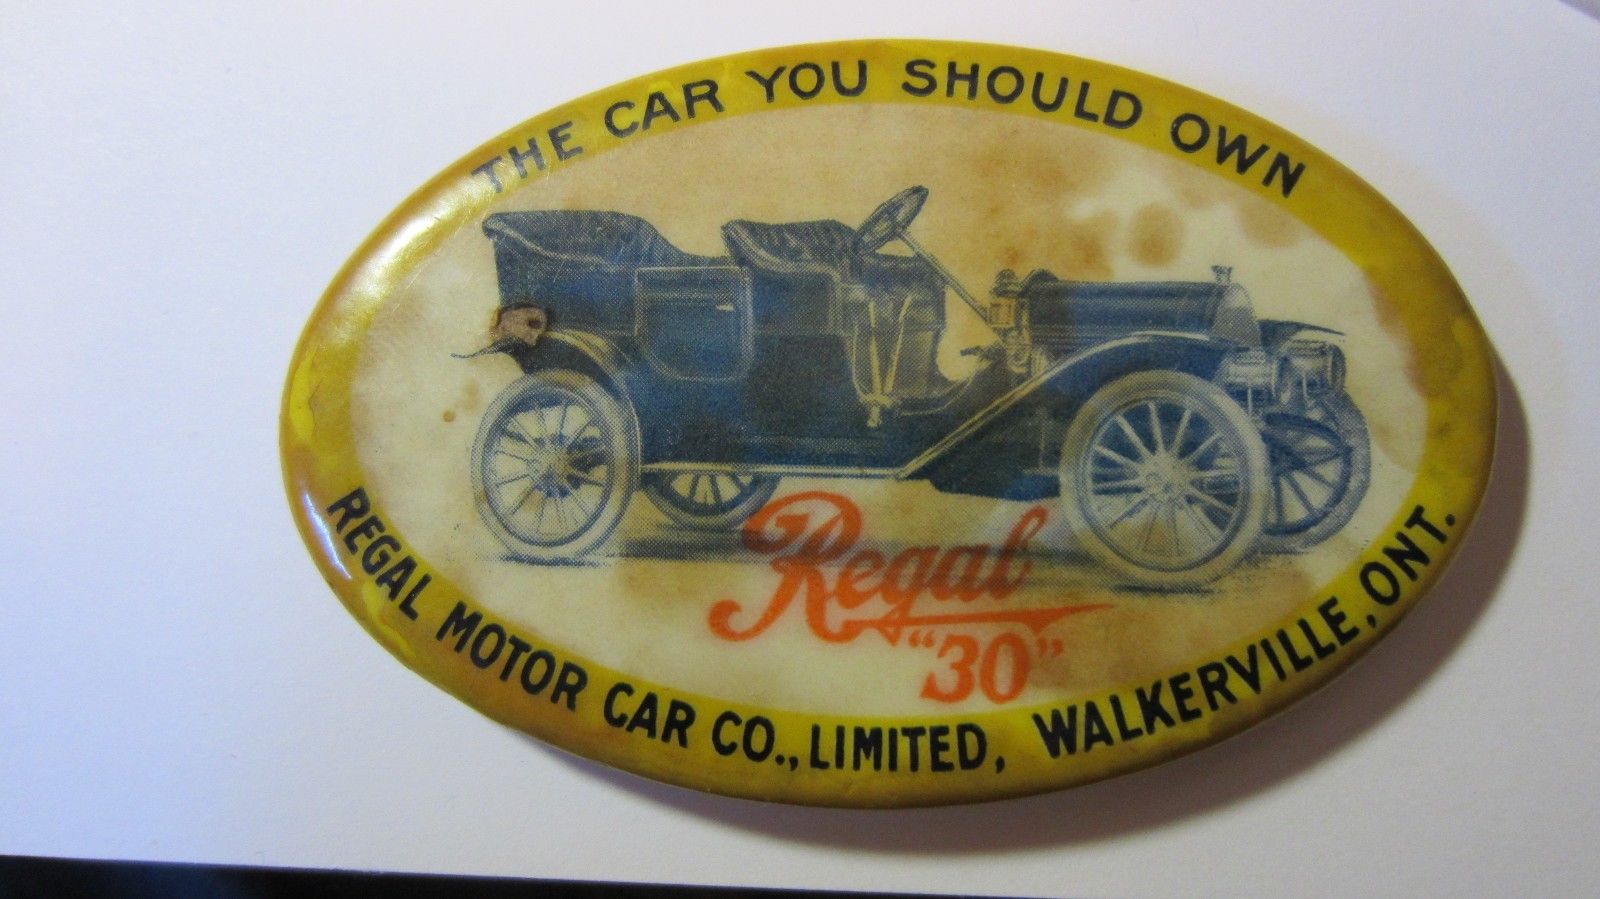 THE CAR YOU SHOULD OWN
Regal
"30"
REGAL MOTOR CAR CO., LIMITED, WALKERVILLE, ONT.